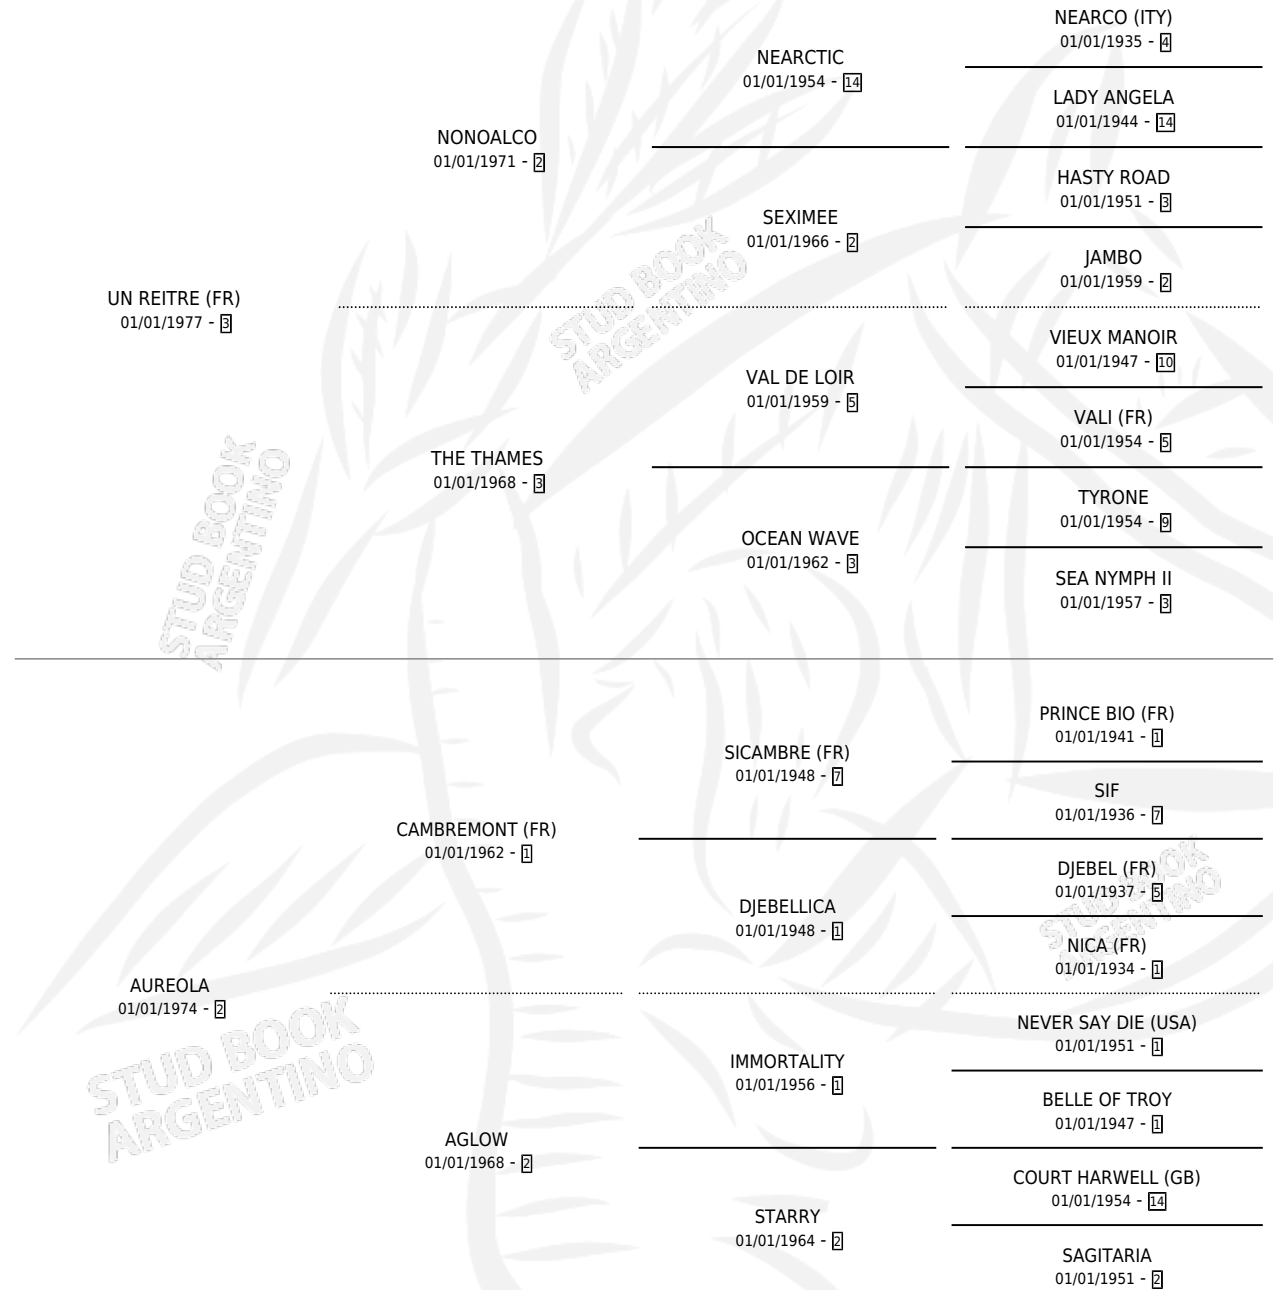 NEARCO (ITY)
01/01/1935 - 4
NEARCTIC
01/01/1954 - 14
LADY ANGELA
01/01/1944 - 14
NONOALCO
01/01/1971 - 2
HASTY ROAD
01/01/1951 - 3
SEXIMEE
01/01/1966 - 2
JAMBO
01/01/1959 - 2
UN REITRE (FR)
01/01/1977 - 3
VIEUX MANOIR
01/01/1947 - 10
VAL DE LOIR
01/01/1959 - 5
VALI (FR)
01/01/1954 - 5
THE THAMES
01/01/1968 - 3
TYRONE
01/01/1954 - 9
OCEAN WAVE
01/01/1962 - 3
SEA NYMPH II
01/01/1957 - 3
STUD BOOK
ARGENTINO
STUD BOOK
ARGENTINO
PRINCE BIO (FR)
01/01/1941 - 1
SICAMBRE (FR)
01/01/1948 - 7
SIF
01/01/1936 - 7
CAMBREMONT (FR)
01/01/1962 - 1
DJEBEL (FR)
01/01/1937 - 5
DJEBELLICA
01/01/1948 - 1
NICA (FR)
01/01/1934 - 1
STUD BOOK
ARGENTINO
AUREOLA
01/01/1974 - 2
NEVER SAY DIE (USA)
01/01/1951 - 1
IMMORTALITY
01/01/1956 - 1
BELLE OF TROY
01/01/1947 - 1
STUD BOOK
ARGENTINO
AGLOW
01/01/1968 - 2
COURT HARWELL (GB)
01/01/1954 - 14
STARRY
01/01/1964 - 2
SAGITARIA
01/01/1951 - 2